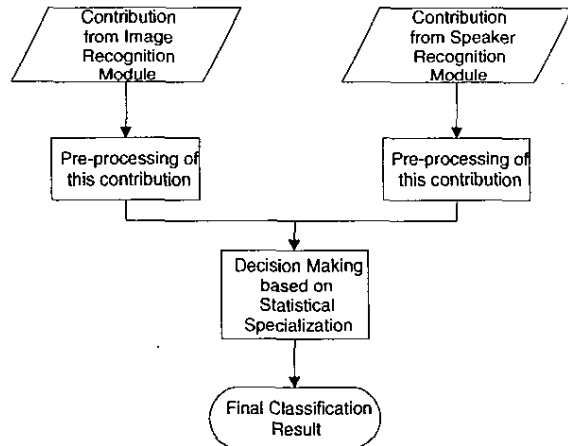 Contribution
from Image
Recognition
Module
Contribution
from Speaker
Recognition
Module
Pre-processing of
this contribution
Pre-processing of
this contribution
Decision Making
based on
Statistical
Specialization
Final Classification
Result